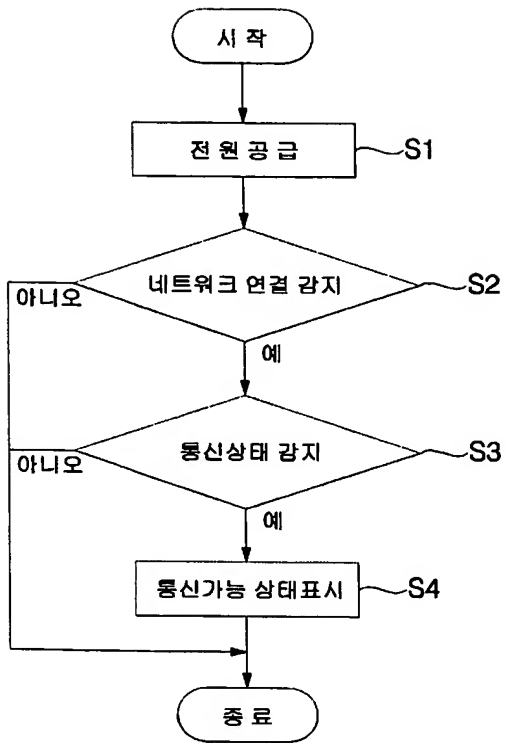 시 작
전 원 공 급 S1
네트워크 연결 감지 S2
아니오
예
통신상태 감지 S3
아니오
예
통신가능 상태표시 S4
종 료